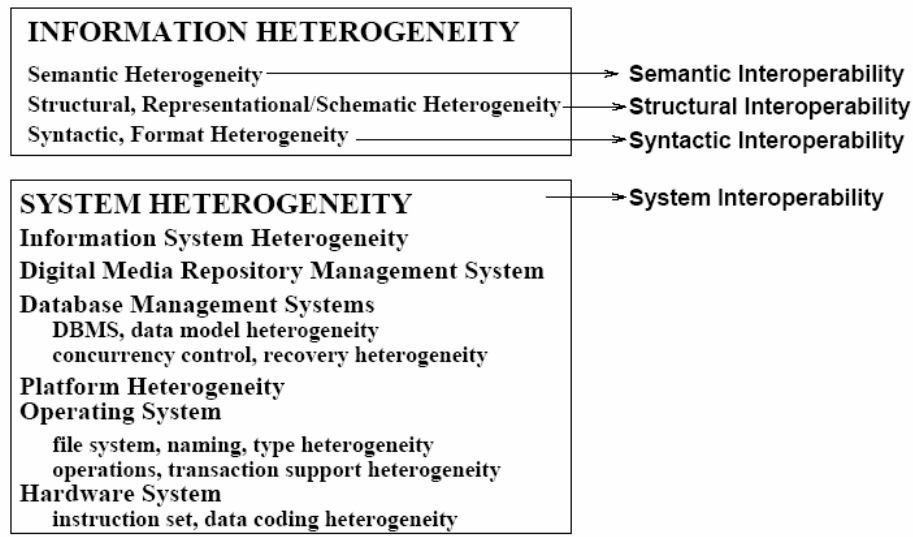 INFORMATION HETEROGENEITY
Semantic Heterogeneity
Semantic Interoperability
Structural, Representational/Schematic Heterogeneity
Structural Interoperability
Syntactic, Format Heterogeneity
Syntactic Interoperability
SYSTEM HETEROGENEITY
System Interoperability
Information System Heterogeneity
Digital Media Repository Management System
Database Management Systems
DBMS, data model heterogeneity
concurrency control, recovery heterogeneity
Platform Heterogeneity
Operating System
file system, naming, type heterogeneity
operations, transaction support heterogeneity
Hardware System
instruction set, data coding heterogeneity